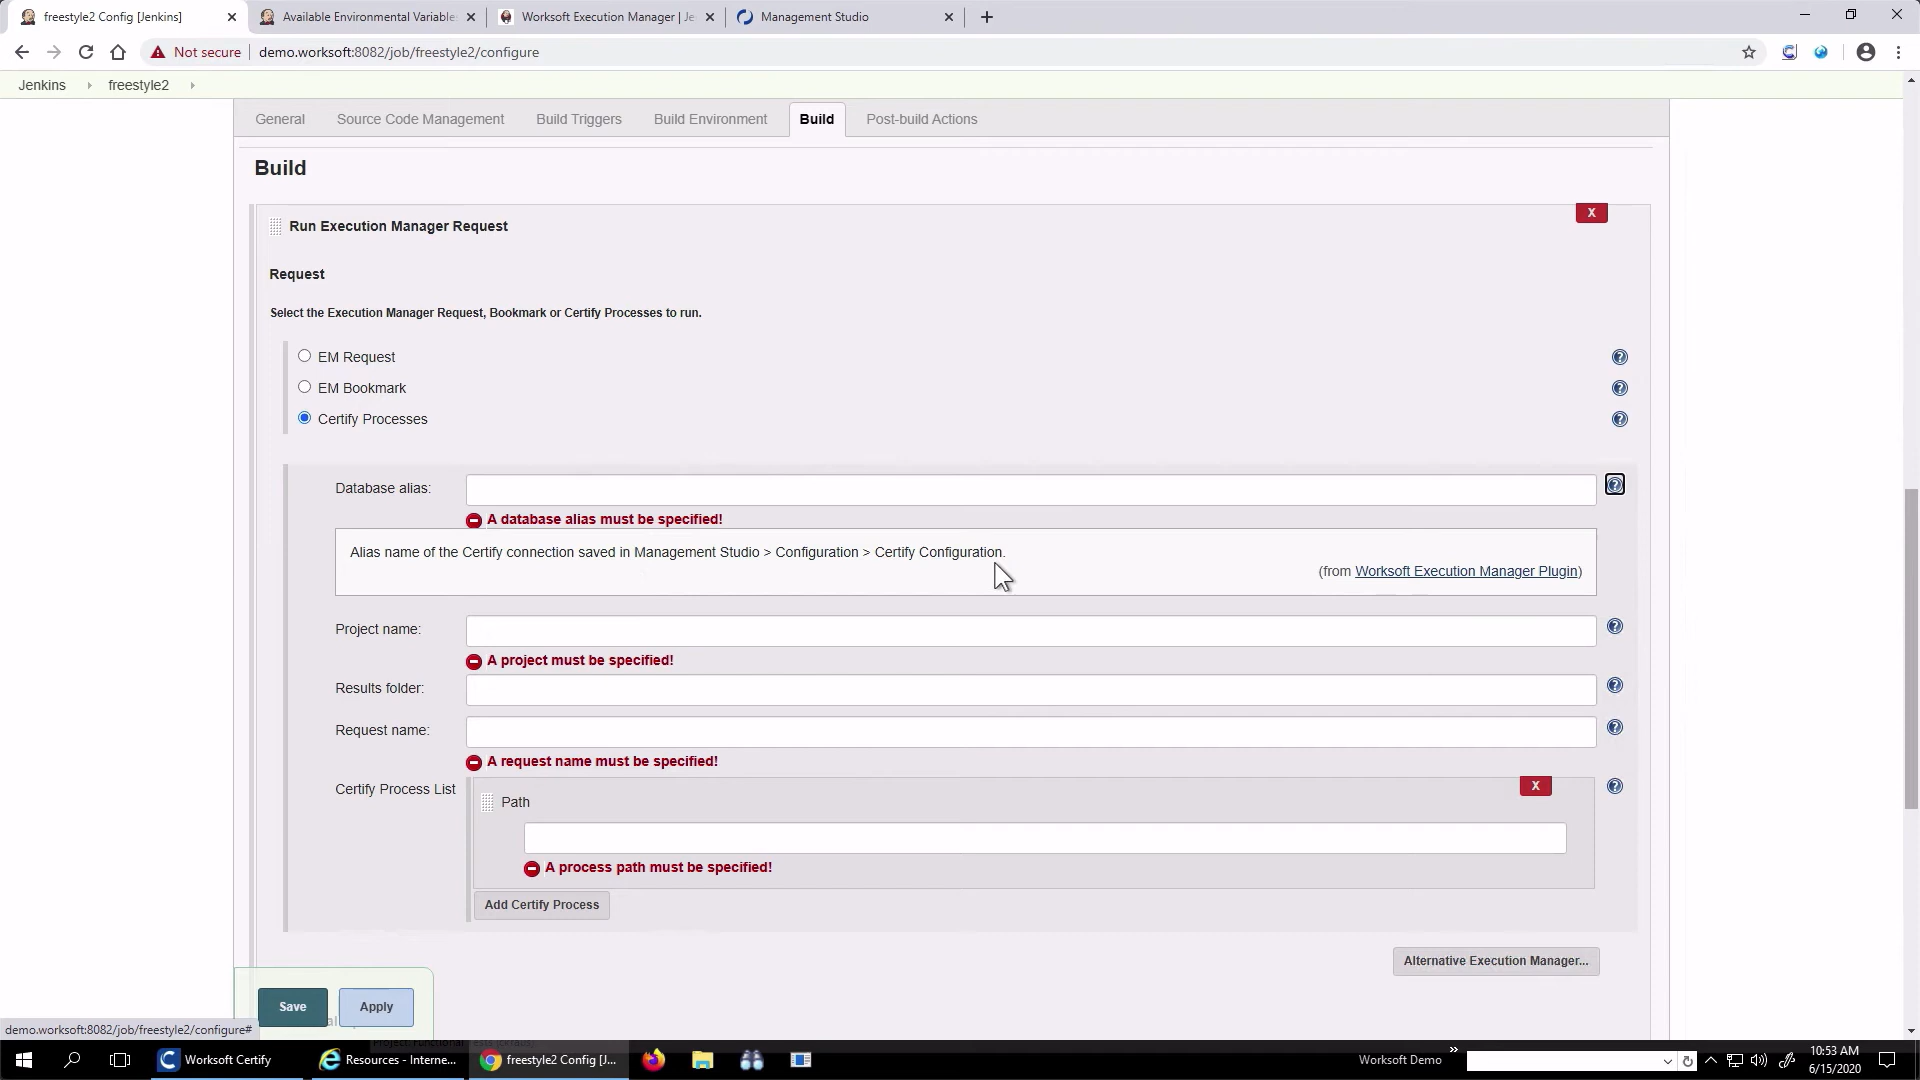 freestyle2 Config [Jenkins]
Available Environmental Variable
Worksoft Execution Manager | Je
Management Studio
Not secure
demo.worksoft:8082/job/freestyle2/configure
Jenkins
freestyle2
General
Source Code Management
Build Triggers
Build Environment
Build
Post-build Actions
Build
X
Run Execution Manager Request
Request
Select the Execution Manager Request, Bookmark or Certify Processes to run.
EM Request
EM Bookmark
Certify Processes
Database alias:
A database alias must be specified!
Alias name of the Certify connection saved in Management Studio > Configuration > Certify Configuration.
(from Worksoft Execution Manager Plugin)
Project name:
A project must be specified!
Results folder:
Request name:
A request name must be specified!
Certify Process List
X
Path
A process path must be specified!
Add Certify Process
Alternative Execution Manager...
Save
Apply
demo.worksoft:8082/job/freestyle2/configure#
Worksoft Certify
Resources - Interne...
freestyle2 Config [J...
Worksoft Demo
10:53 AM
6/15/2020